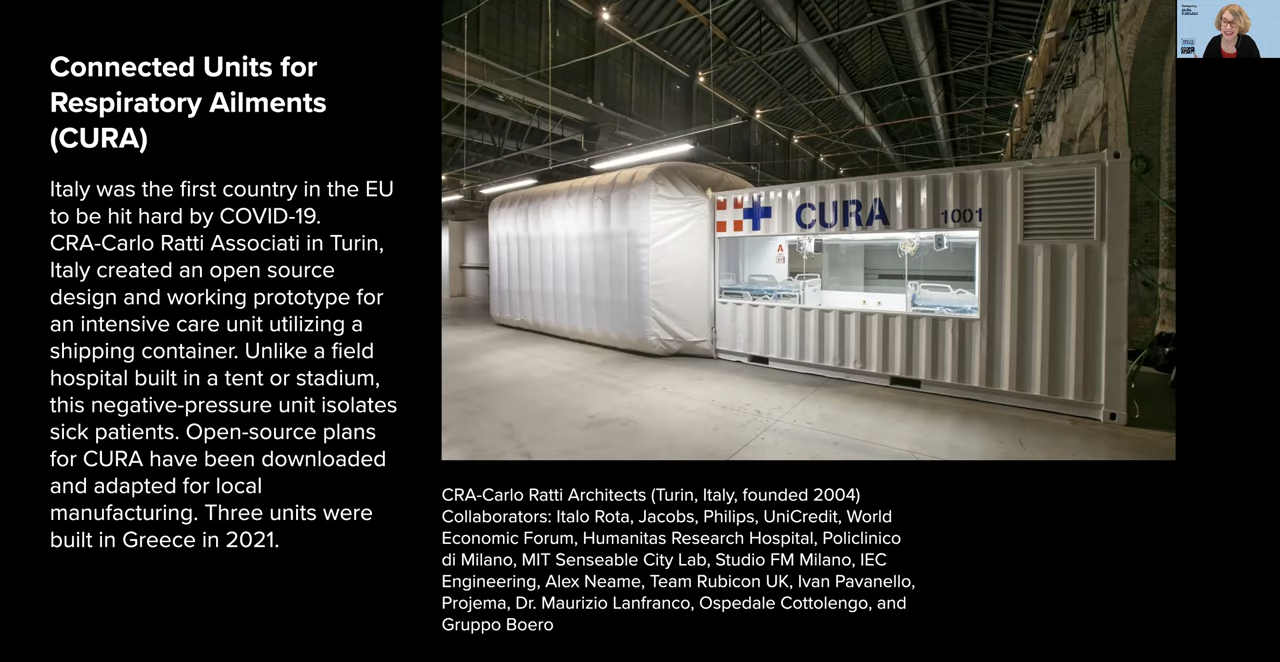 Connected Units for
Respiratory Ailments
(CURA)
Italy was the first country in the EU
to be hit hard by COVID-19.
CRA-Carlo Ratti Associati in Turin,
Italy created an open source
design and working prototype for
an intensive care unit utilizing a
shipping container. Unlike a field
hospital built in a tent or stadium,
this negative-pressure unit isolates
sick patients. Open-source plans
for CURA have been downloaded
and adapted for local
manufacturing. Three units were
built in Greece in 2021.
CURA 1001
A
CRA-Carlo Ratti Architects (Turin, Italy, founded 2004)
Collaborators: Italo Rota, Jacobs, Philips, UniCredit, World
Economic Forum, Humanitas Research Hospital, Policlinico
di Milano, MIT Senseable City Lab, Studio FM Milano, IEC
Engineering, Alex Neame, Team Rubicon UK, Ivan Pavanello,
Projema, Dr. Maurizio Lanfranco, Ospedale Cottolengo, and
Gruppo Boero